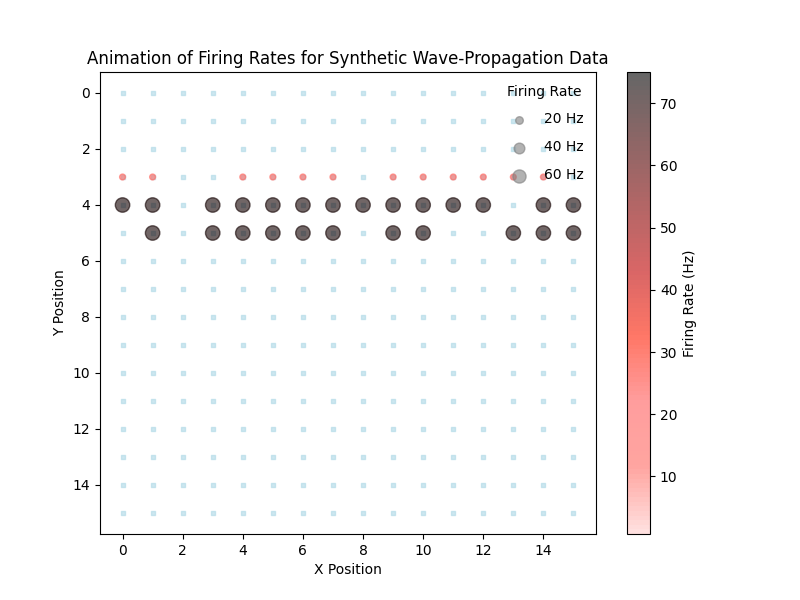 Animation of Firing Rates for Synthetic Wave-Propagation Data
Firing Rate
20 Hz
40 Hz
60 Hz
0
2
4
6
8
10
12
14
Y Position
0 2 4 6 8 10 12 14
X Position
70
60
50
40
30
20
10
Firing Rate (Hz)